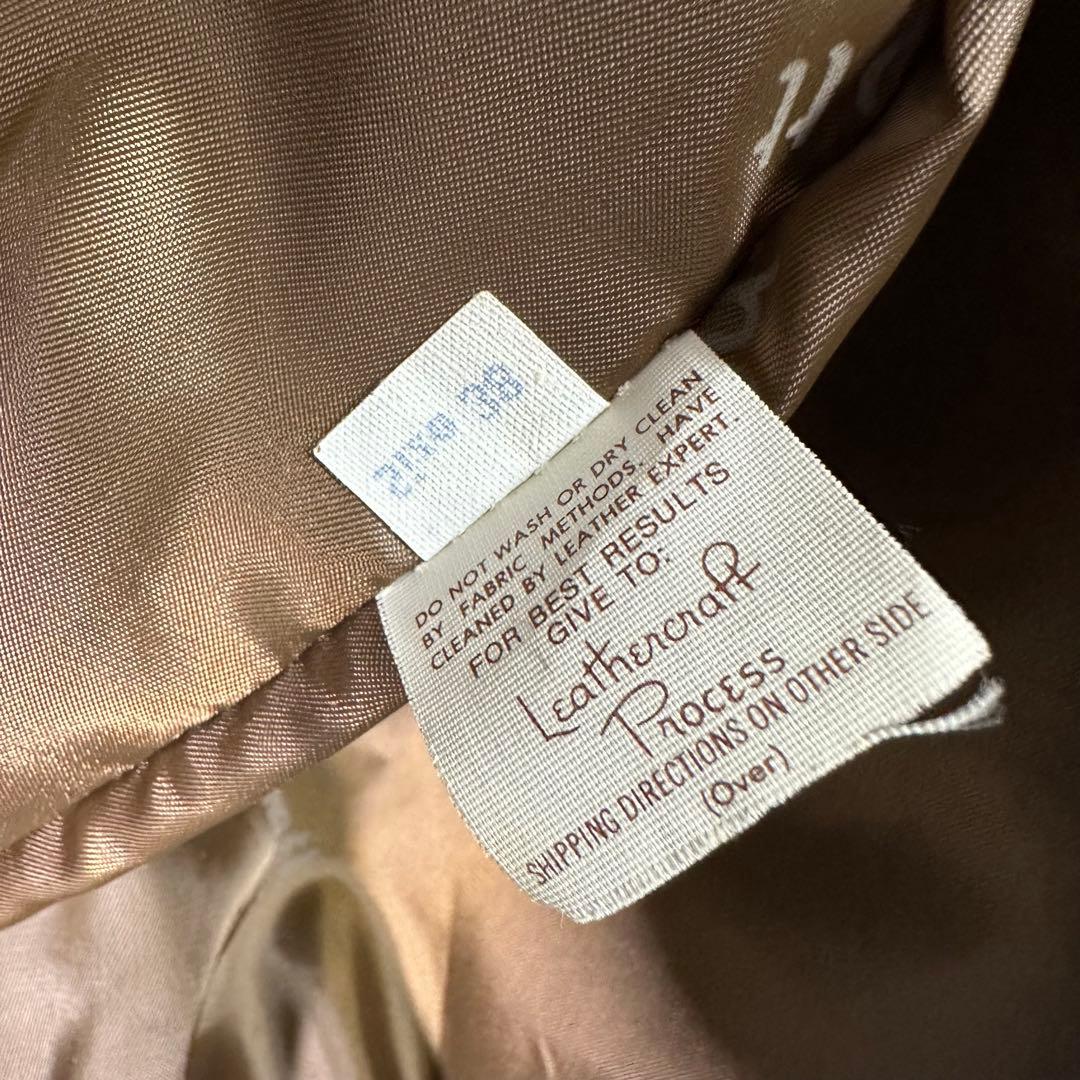 SIZE 38
DO NOT WASH OR DRY CLEAN
BY FABRIC METHODS. HAVE
CLEANED BY LEATHER EXPERT
FOR BEST RESULTS
GIVE TO:
Leathercraft
Process
SHIPPING DIRECTIONS ON OTHER SIDE
(Over)